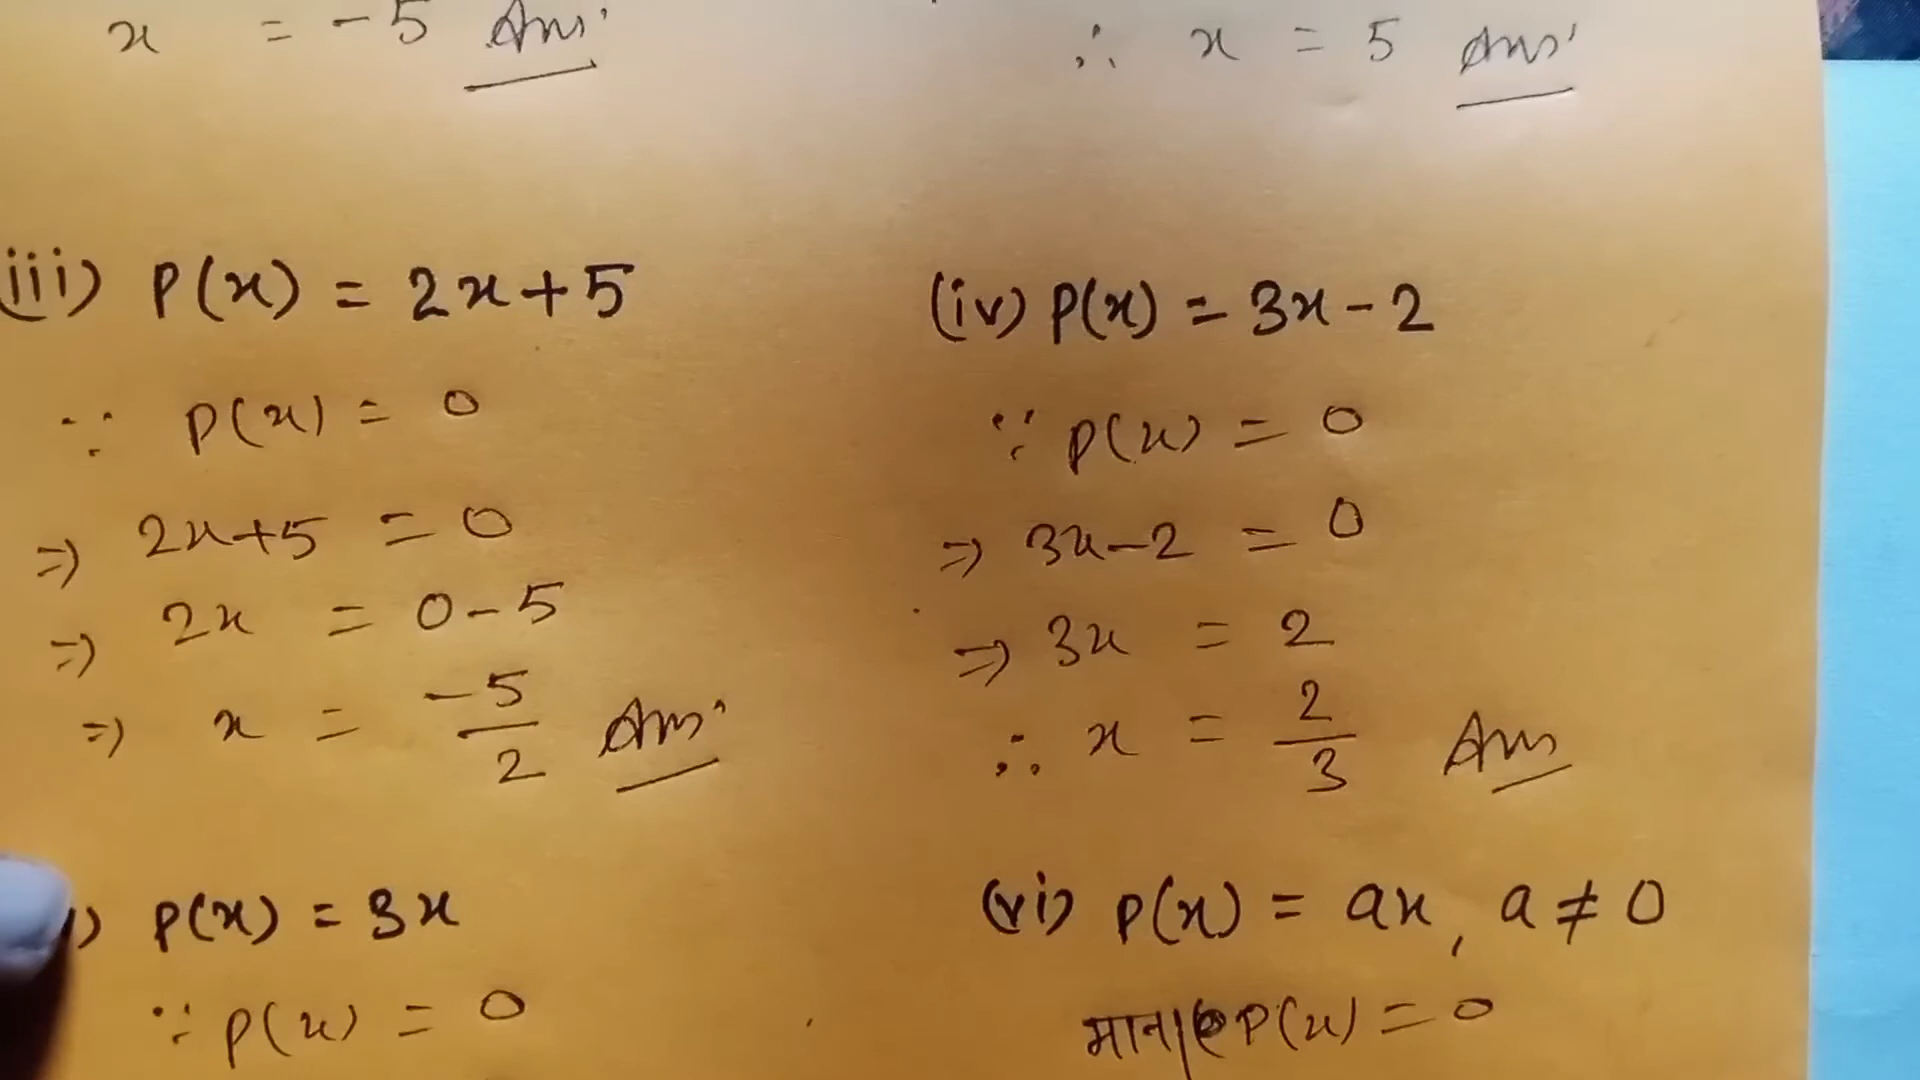 x = -5 Ans.
∴ x = 5 Ans.
(iii) P(x) = 2x+5
∵ P(x) = 0
⇒ 2x+5 = 0
⇒ 2x = 0-5
⇒ x = -5/2 Ans.
(iv) P(x) = 3x-2
∵ P(x) = 0
⇒ 3x-2 = 0
⇒ 3x = 2
∴ x = 2/3 Ans
) P(x) = 3x
∵ P(x) = 0
(vi) P(x) = ax, a ≠ 0
माना P(x) = 0